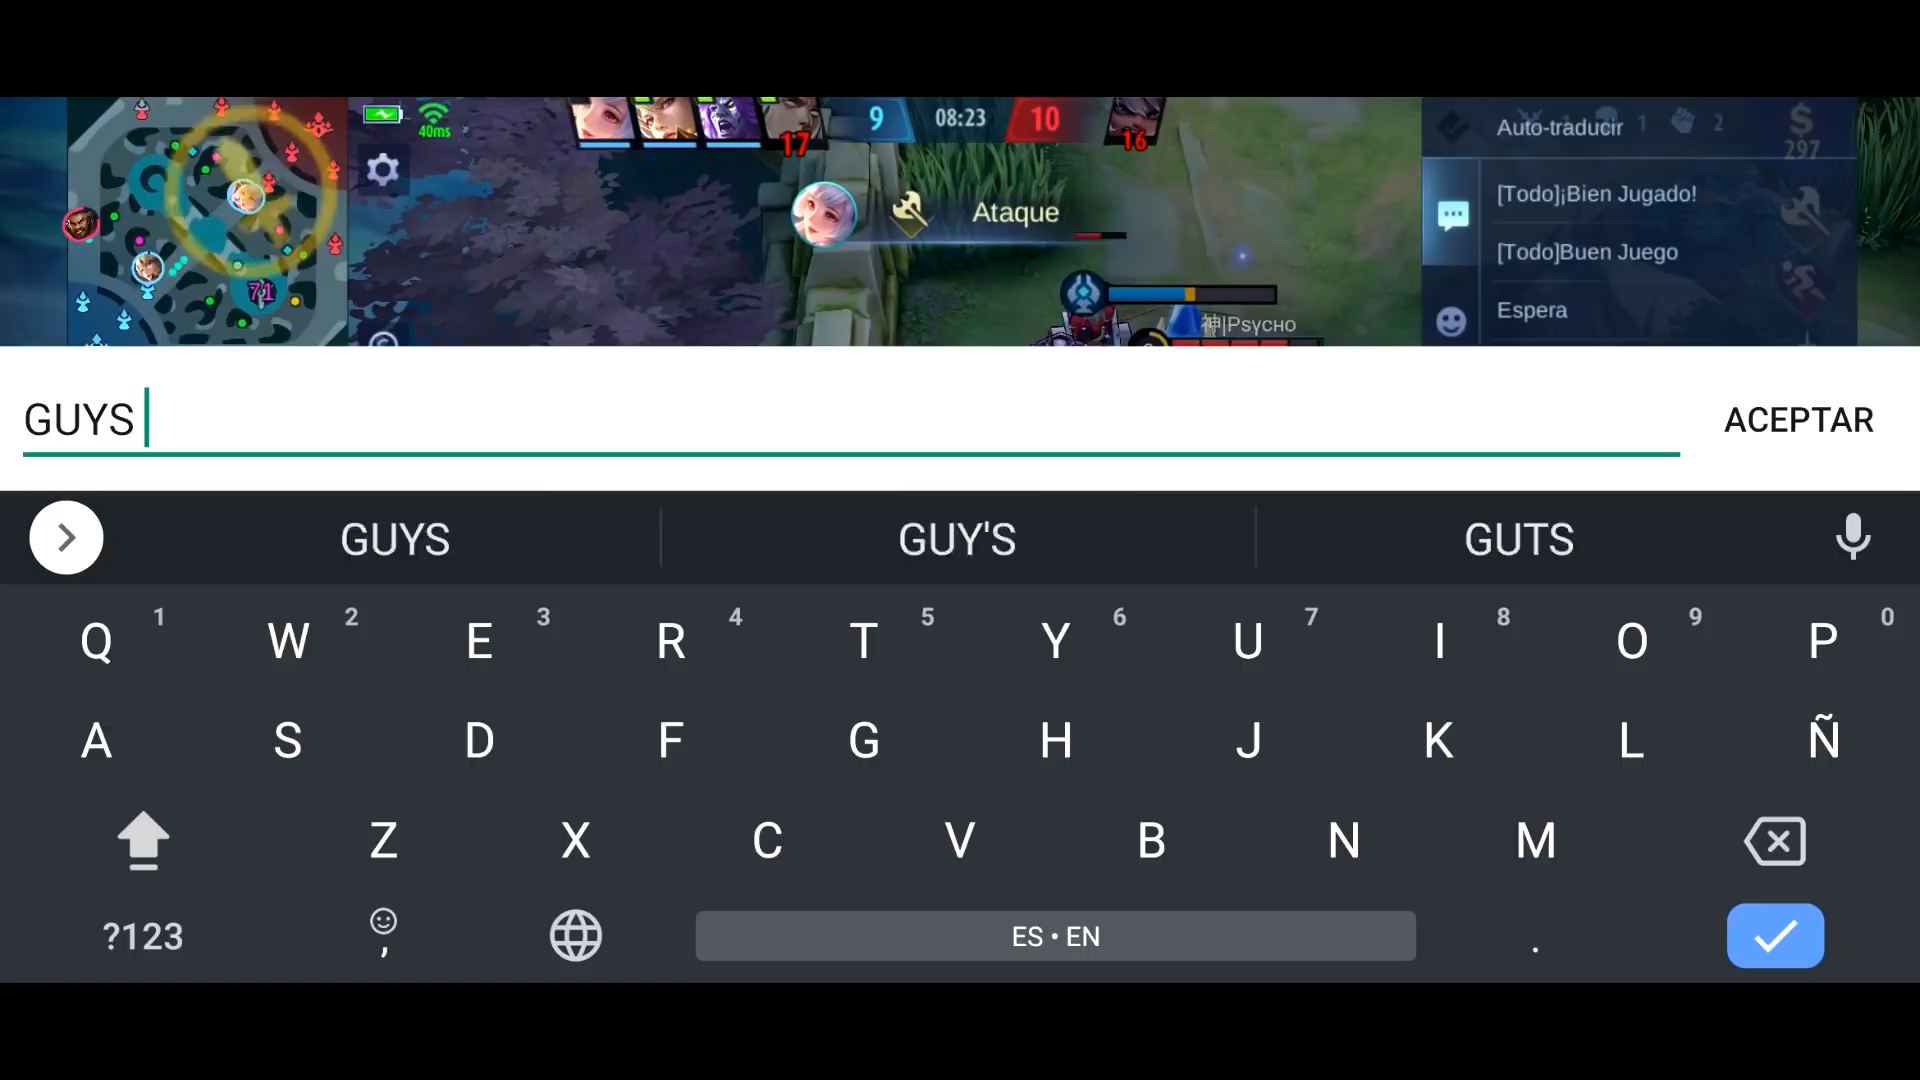 40ms
17
9
08:23
10
16
Auto-traducir
1
2
297
[Todo]¡Bien Jugado!
Ataque
[Todo]Buen Juego
Espera
神|Psycнo
GUYS
ACEPTAR
GUYS GUY'S GUTS
Q 1 W 2 E 3 R 4 T 5 Y 6 U 7 I 8 O 9 P 0
A S D F G H J K L Ñ
Z X C V B N M
?123 , ES • EN .